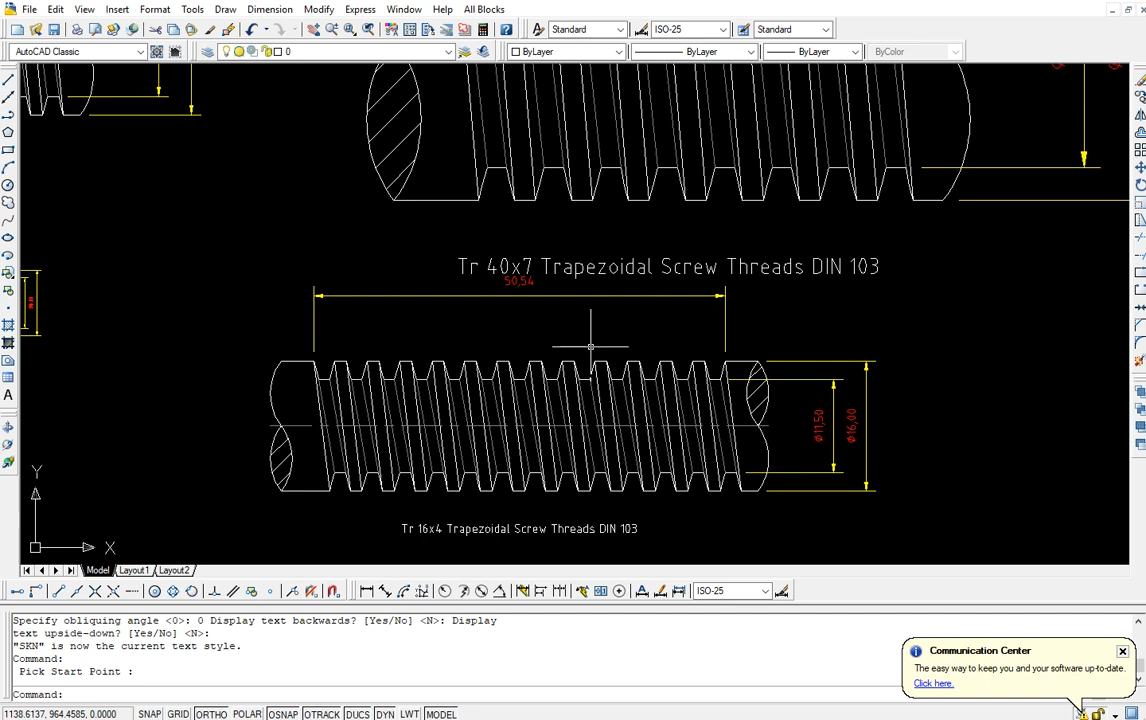 File Edit View Insert Format Tools Draw Dimension Modify Express Window Help All Blocks
Standard ISO-25 Standard
AutoCAD Classic 0 ByLayer ByLayer ByLayer ByColor
Tr 40x7 Trapezoidal Screw Threads DIN 103
50,54
ø11,50
ø16,00
Tr 16x4 Trapezoidal Screw Threads DIN 103
Y
X
Model Layout1 Layout2
ISO-25
Specify obliquing angle <0>: 0 Display text backwards? [Yes/No] <N>: Display
text upside-down? [Yes/No] <N>:
"SKN" is now the current text style.
Command:
Pick Start Point :
Command:
Communication Center
The easy way to keep you and your software up-to-date.
Click here.
1138.6137, 964.4585, 0.0000 SNAP GRID ORTHO POLAR OSNAP OTRACK DUCS DYN LWT MODEL